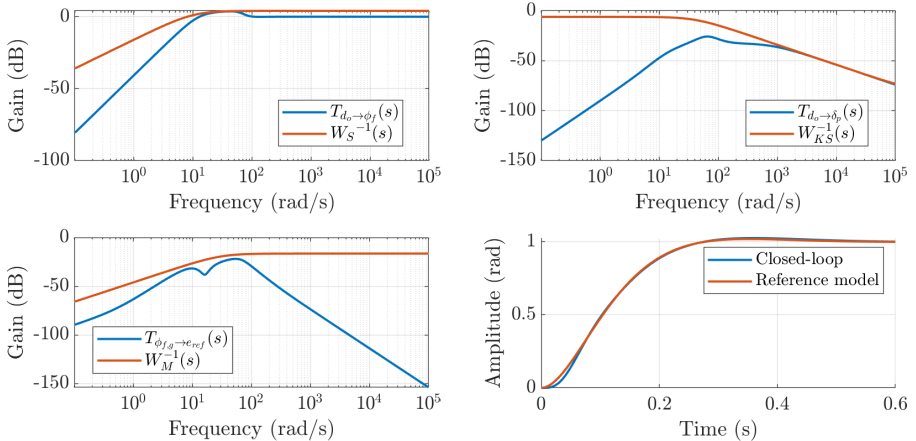 Gain (dB)
0
-50
-100
10^0
10^1
10^2
10^3
10^4
10^5
Frequency (rad/s)
T_{d_o→ϕ_f}(s)
W_S^{-1}(s)
Gain (dB)
0
-50
-100
-150
10^0
10^1
10^2
10^3
10^4
10^5
Frequency (rad/s)
T_{d_o→δ_p}(s)
W_{KS}^{-1}(s)
Gain (dB)
0
-50
-100
-150
10^0
10^1
10^2
10^3
10^4
10^5
Frequency (rad/s)
T_{ϕ_{f,g}→e_{ref}}(s)
W_M^{-1}(s)
Amplitude (rad)
1
0.5
0
0
0.2
0.4
0.6
Time (s)
Closed-loop
Reference model